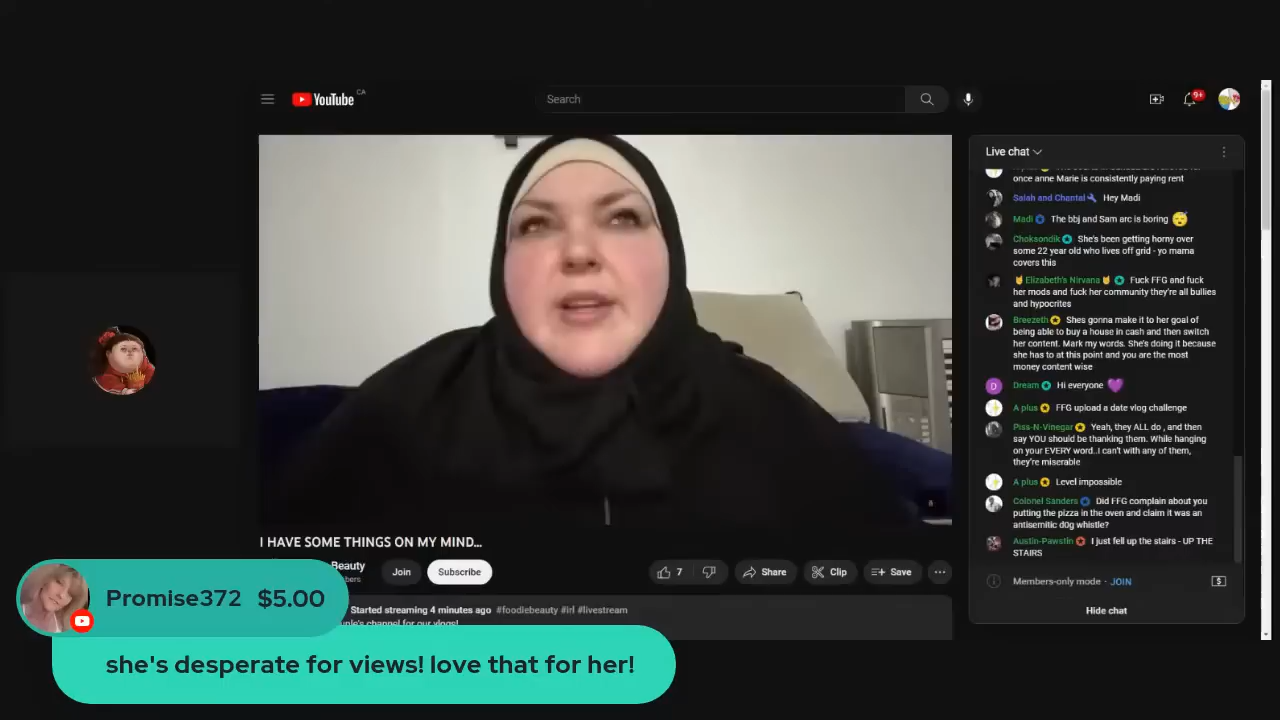 YouTube CA
Search
9+
Live chat
once anne Marie is consistently paying rent
Salah and Chantal Hey Madi
Madi The bbj and Sam arc is boring 😴
Choksondik She's been getting horny over
some 22 year old who lives off grid - yo mama
covers this
🤘Elizabeth's Nirvana🤘 Fuck FFG and fuck
her mods and fuck her community they're all bullies
and hypocrites
Breezeth Shes gonna make it to her goal of
being able to buy a house in cash and then switch
her content. Mark my words. She's doing it because
she has to at this point and you are the most
money content wise
D Dream Hi everyone 💜
A plus FFG upload a date vlog challenge
Piss-N-Vinegar Yeah, they ALL do , and then
say YOU should be thanking them. While hanging
on your EVERY word..I can't with any of them,
they're miserable
A plus Level impossible
Colonel Sanders Did FFG complain about you
putting the pizza in the oven and claim it was an
antisemitic d0g whistle?
Austin-Pawstin I just fell up the stairs - UP THE
STAIRS
Members-only mode - JOIN
Hide chat
I HAVE SOME THINGS ON MY MIND...
Beauty
Join
Subscribe
7
Share
Clip
Save
Started streaming 4 minutes ago #foodiebeauty #irl #livestream
channel for our vlogs!
Promise372 $5.00
she's desperate for views! love that for her!